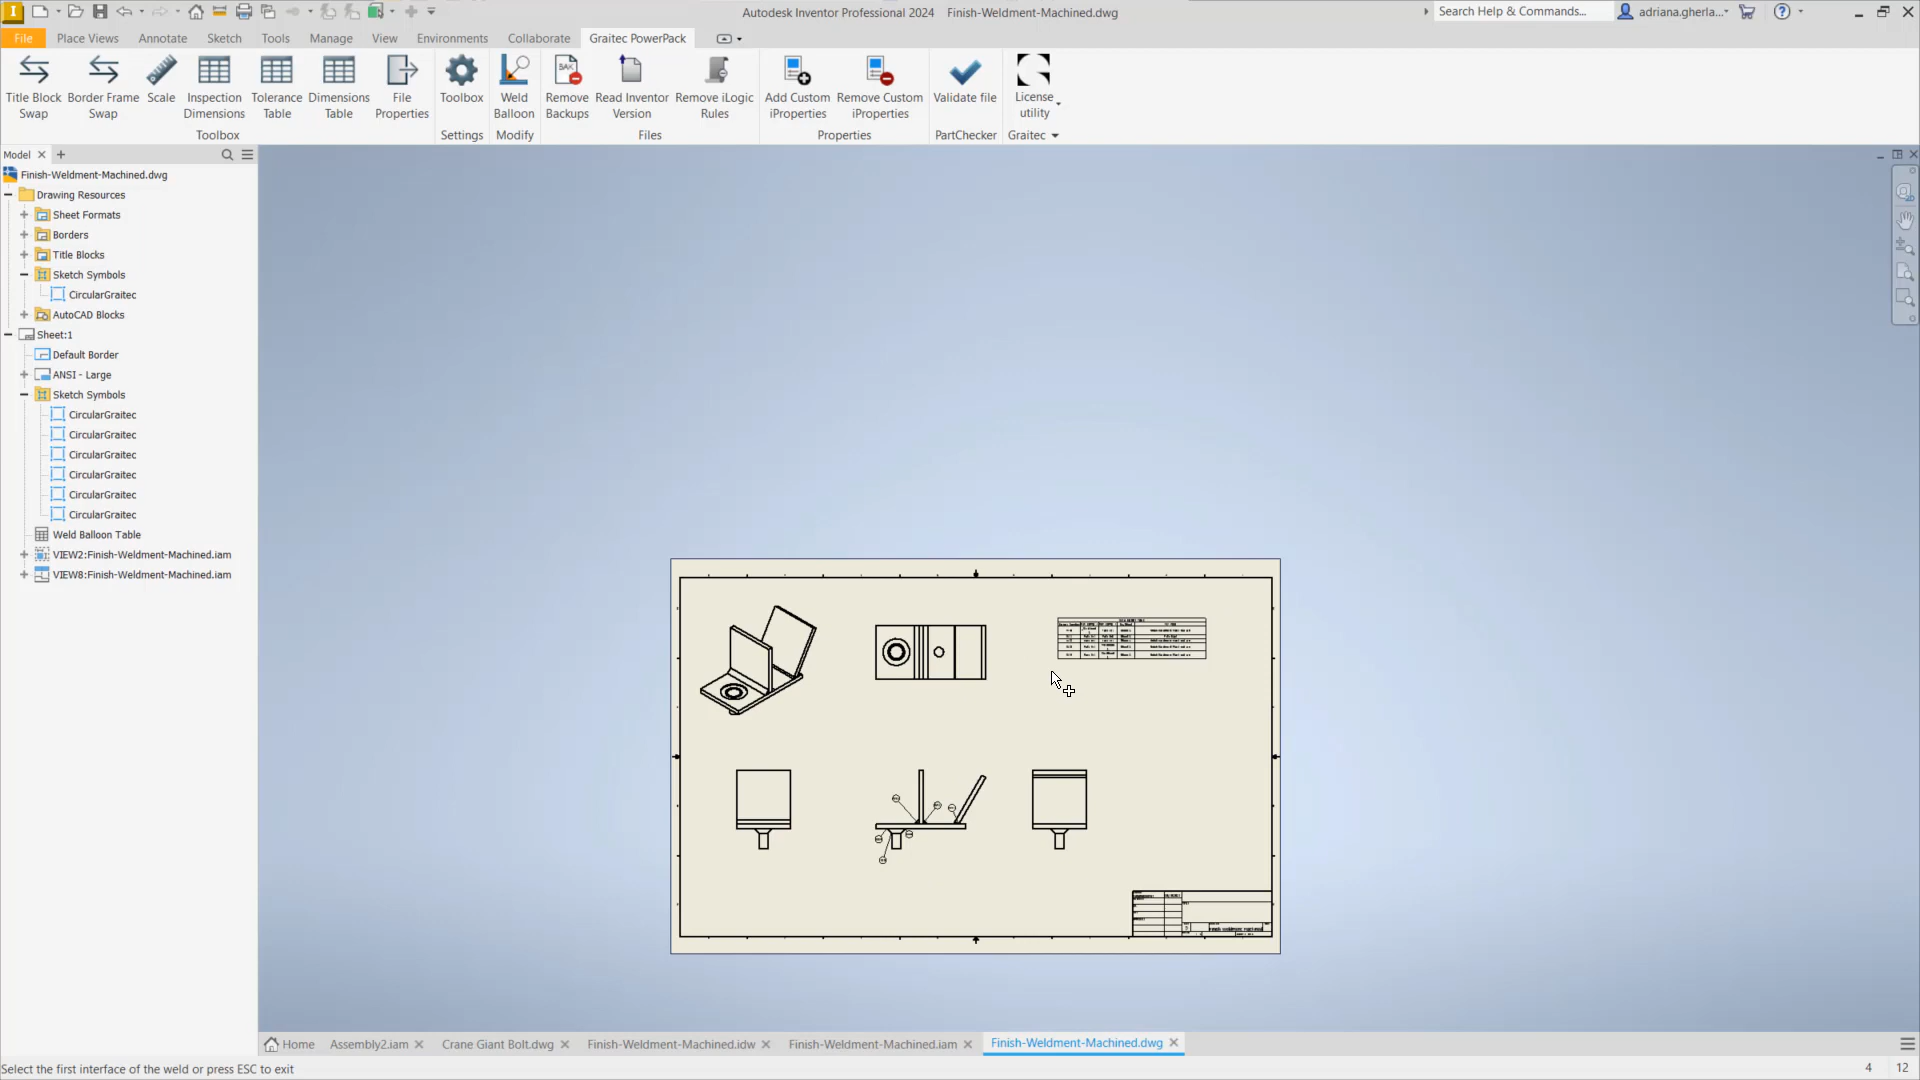 Autodesk Inventor Professional 2024 Finish-Weldment-Machined.dwg
Search Help & Commands...
adriana.gherla...
File
Place Views
Annotate
Sketch
Tools
Manage
View
Environments
Collaborate
Graitec PowerPack
Title Block Swap
Border Frame Swap
Scale
Inspection Dimensions
Tolerance Table
Dimensions Table
File Properties
Toolbox
Weld Balloon
BAK
Remove Backups
Read Inventor Version
Remove iLogic Rules
Add Custom iProperties
Remove Custom iProperties
Validate file
License utility
Toolbox
Settings
Modify
Files
Properties
PartChecker
Graitec
Model
Finish-Weldment-Machined.dwg
Drawing Resources
Sheet Formats
Borders
Title Blocks
Sketch Symbols
CircularGraitec
AutoCAD Blocks
Sheet:1
Default Border
ANSI - Large
Sketch Symbols
CircularGraitec
CircularGraitec
CircularGraitec
CircularGraitec
CircularGraitec
CircularGraitec
Weld Balloon Table
VIEW2:Finish-Weldment-Machined.iam
VIEW8:Finish-Weldment-Machined.iam
Home
Assembly2.iam
Crane Giant Bolt.dwg
Finish-Weldment-Machined.idw
Finish-Weldment-Machined.iam
Finish-Weldment-Machined.dwg
Select the first interface of the weld or press ESC to exit
4 12